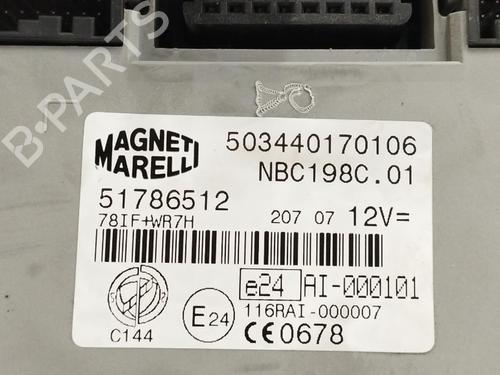 B-PARTS
MAGNETI MARELLI
503440170106
NBC198C.01
51786512
78IF+WR7H
207 07 12V=
e24 AI-000101
116RAI-000007
E24
C144
CE0678